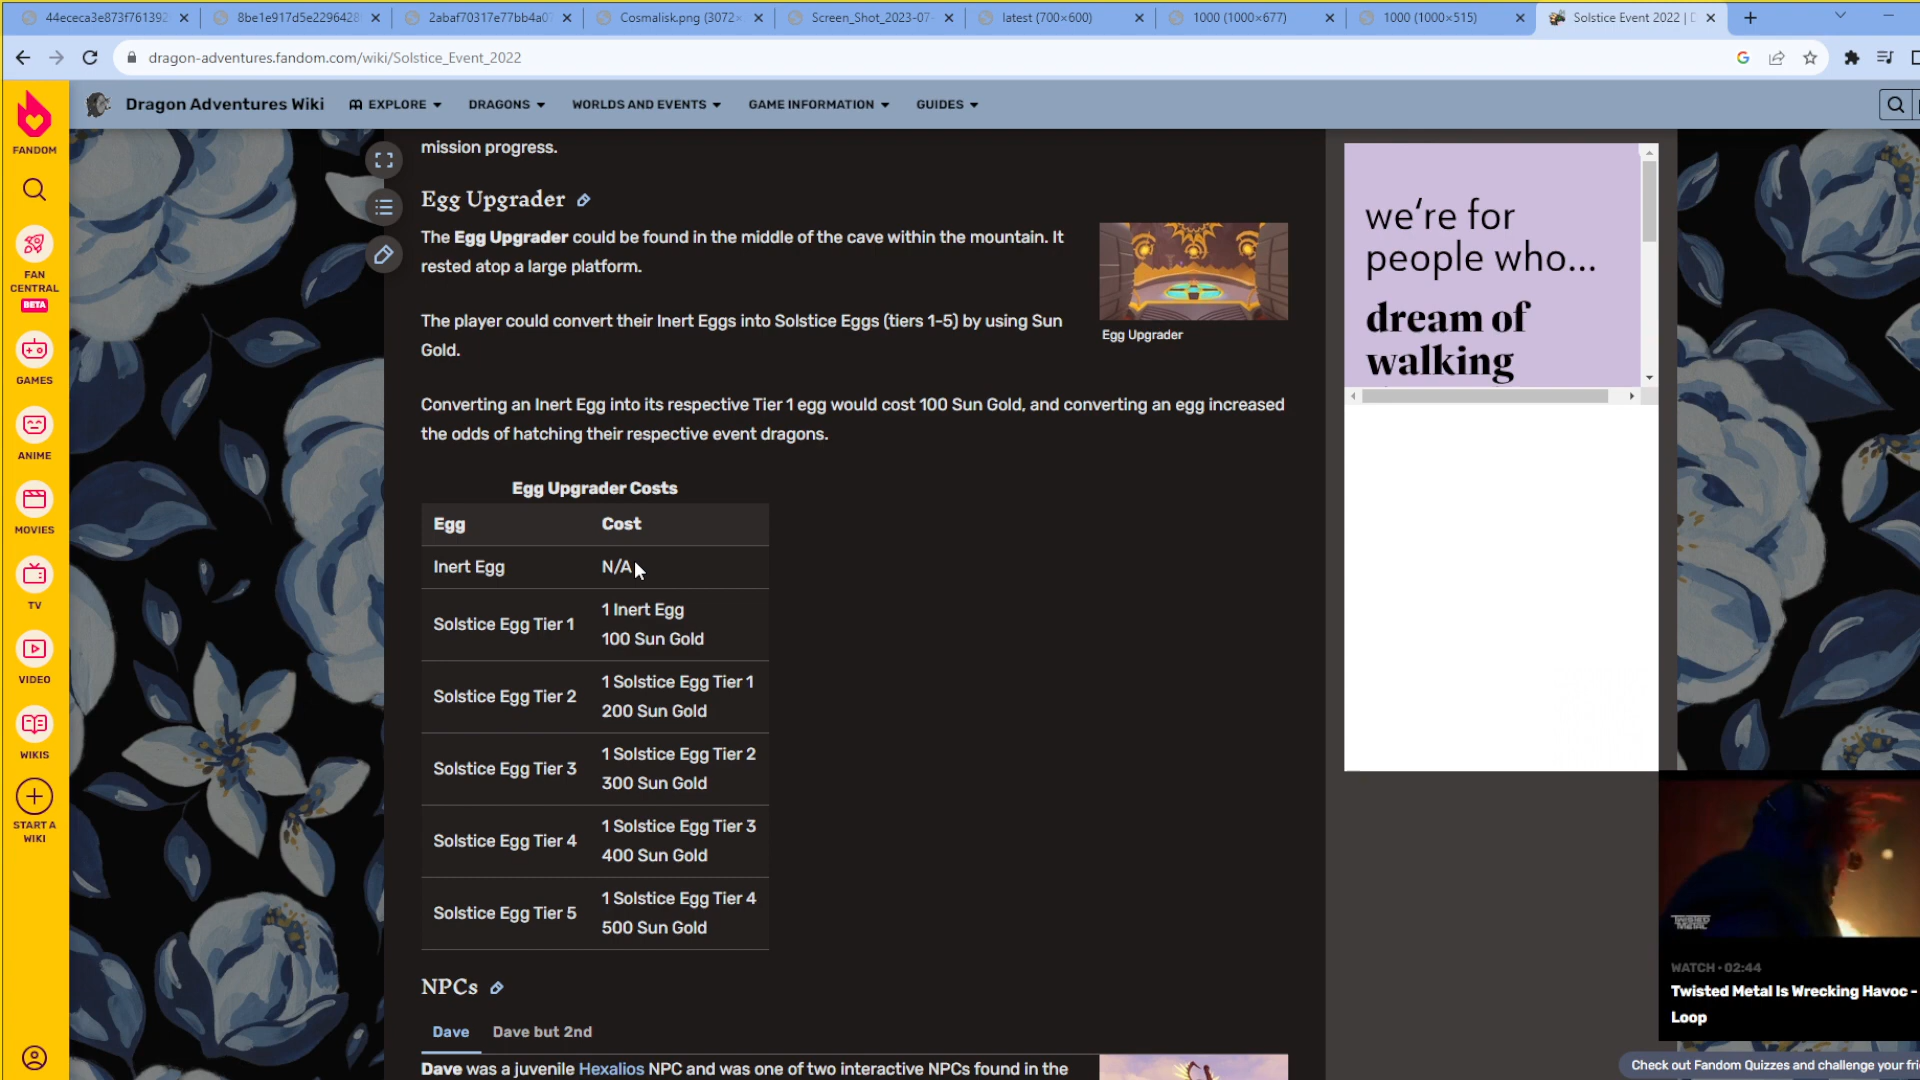 44ececa3e873f761392
8be1e917d5e2296428
2abaf70317e77bb4a07
Cosmalisk.png (3072×
Screen_Shot_2023-07-
latest (700×600)
1000 (1000×677)
1000 (1000×515)
Solstice Event 2022 | D
dragon-adventures.fandom.com/wiki/Solstice_Event_2022
Dragon Adventures Wiki
EXPLORE
DRAGONS
WORLDS AND EVENTS
GAME INFORMATION
GUIDES
FANDOM
FAN
CENTRAL
BETA
GAMES
ANIME
MOVIES
TV
VIDEO
WIKIS
START A
WIKI
mission progress.
Egg Upgrader
The Egg Upgrader could be found in the middle of the cave within the mountain. It
rested atop a large platform.
Egg Upgrader
The player could convert their Inert Eggs into Solstice Eggs (tiers 1-5) by using Sun
Gold.
Converting an Inert Egg into its respective Tier 1 egg would cost 100 Sun Gold, and converting an egg increased
the odds of hatching their respective event dragons.
Egg Upgrader Costs
Egg Cost
Inert Egg N/A
Solstice Egg Tier 1
1 Inert Egg
100 Sun Gold
Solstice Egg Tier 2
1 Solstice Egg Tier 1
200 Sun Gold
Solstice Egg Tier 3
1 Solstice Egg Tier 2
300 Sun Gold
Solstice Egg Tier 4
1 Solstice Egg Tier 3
400 Sun Gold
Solstice Egg Tier 5
1 Solstice Egg Tier 4
500 Sun Gold
NPCs
Dave
Dave but 2nd
Dave was a juvenile Hexalios NPC and was one of two interactive NPCs found in the
we're for
people who...
dream of
walking
TWISTED
METAL
WATCH • 02:44
Twisted Metal Is Wrecking Havoc -
Loop
Check out Fandom Quizzes and challenge your fri